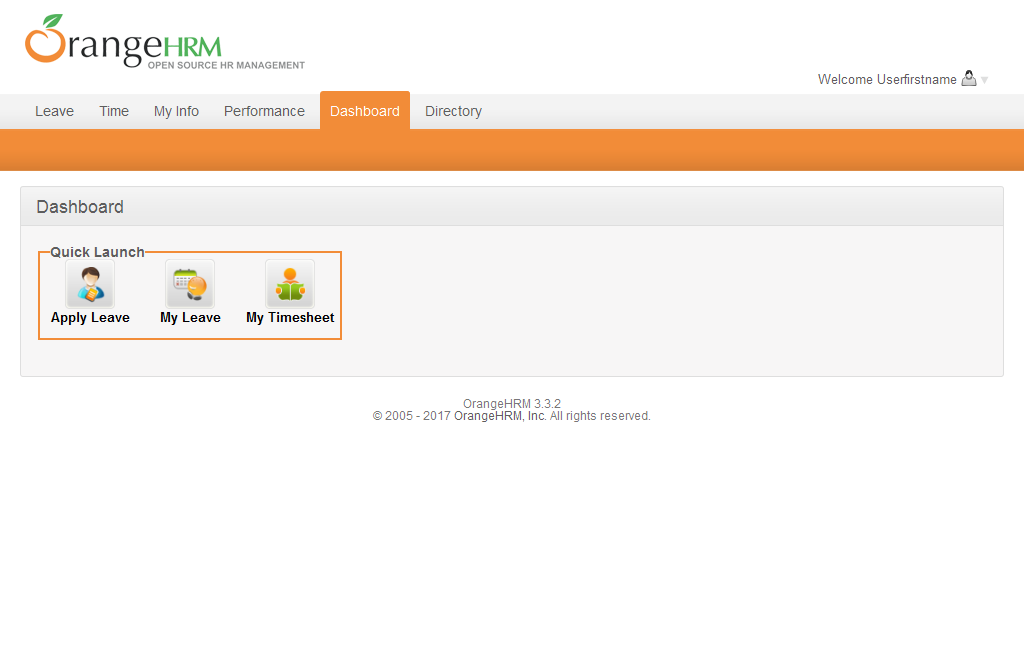 OrangeHRM
OPEN SOURCE HR MANAGEMENT
Welcome Userfirstname
Leave Time My Info Performance Dashboard Directory
Dashboard
Quick Launch
Apply Leave My Leave My Timesheet
OrangeHRM 3.3.2
© 2005 - 2017 OrangeHRM, Inc. All rights reserved.